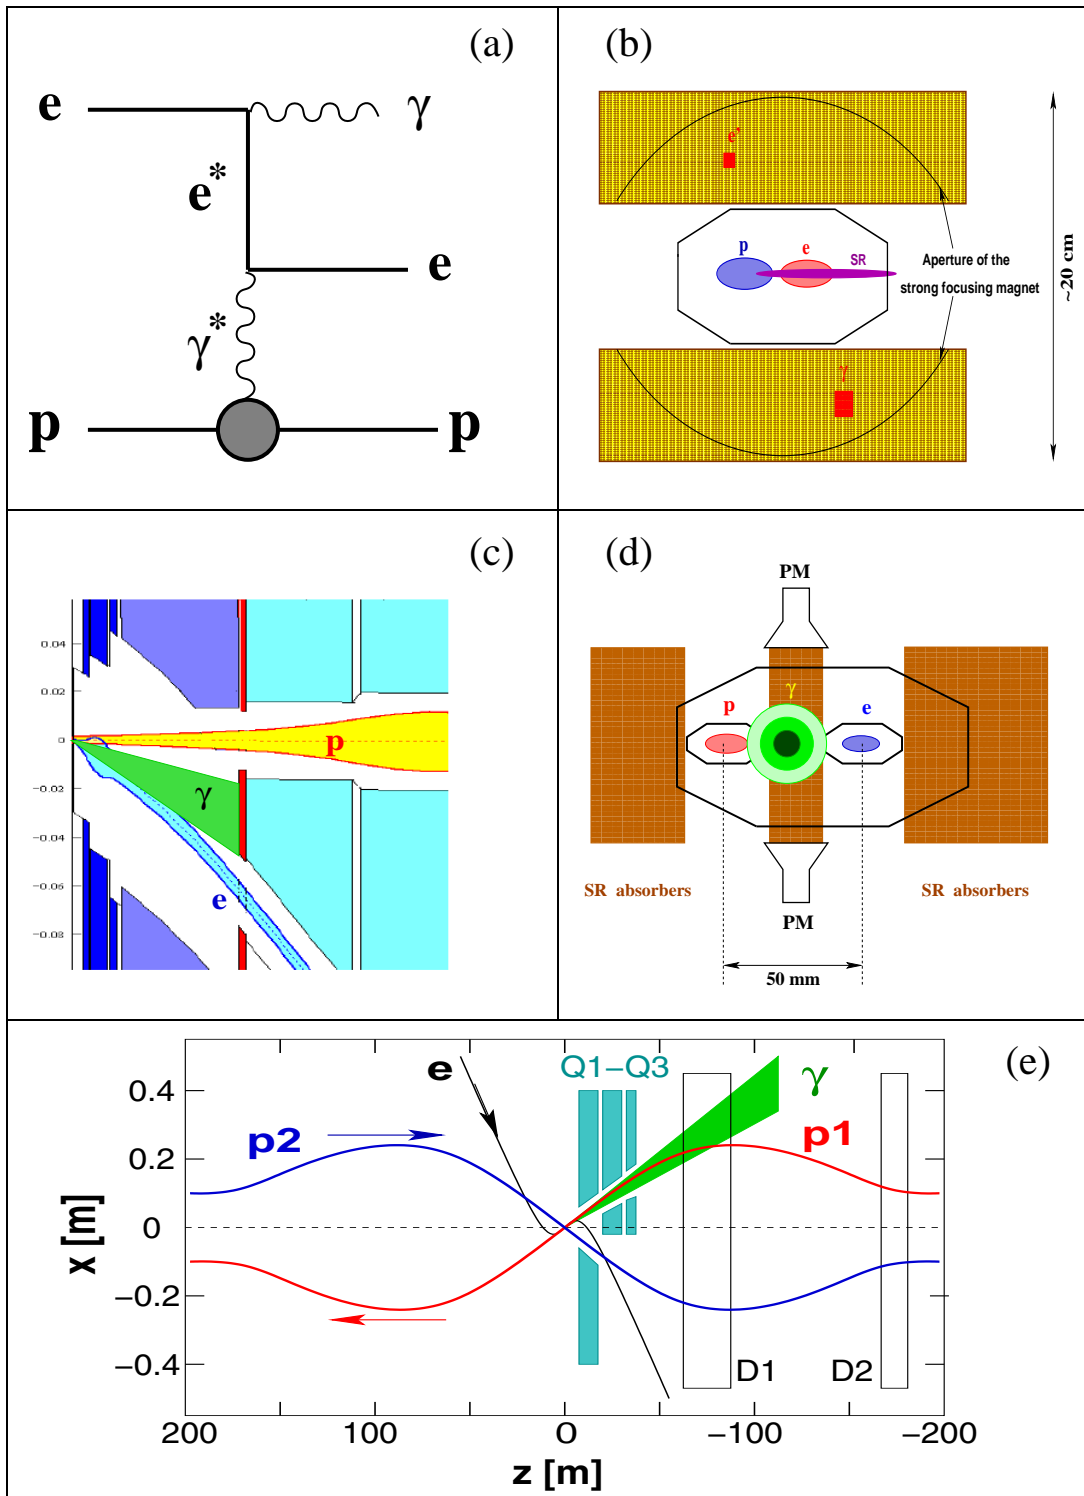 (a)
e
γ
e*
e
γ*
p
p
(b)
e'
p
e
SR
Aperture of the
strong focusing magnet
~20 cm
γ
(c)
0.04
0.02
0
−0.02
−0.04
−0.06
−0.08
p
γ
e
(d)
PM
γ
p
e
SR absorbers
SR absorbers
PM
50 mm
(e)
e
Q1−Q3
γ
p2
p1
0.4
0.2
0
−0.2
−0.4
x [m]
D1
D2
200
100
0
−100
−200
z [m]